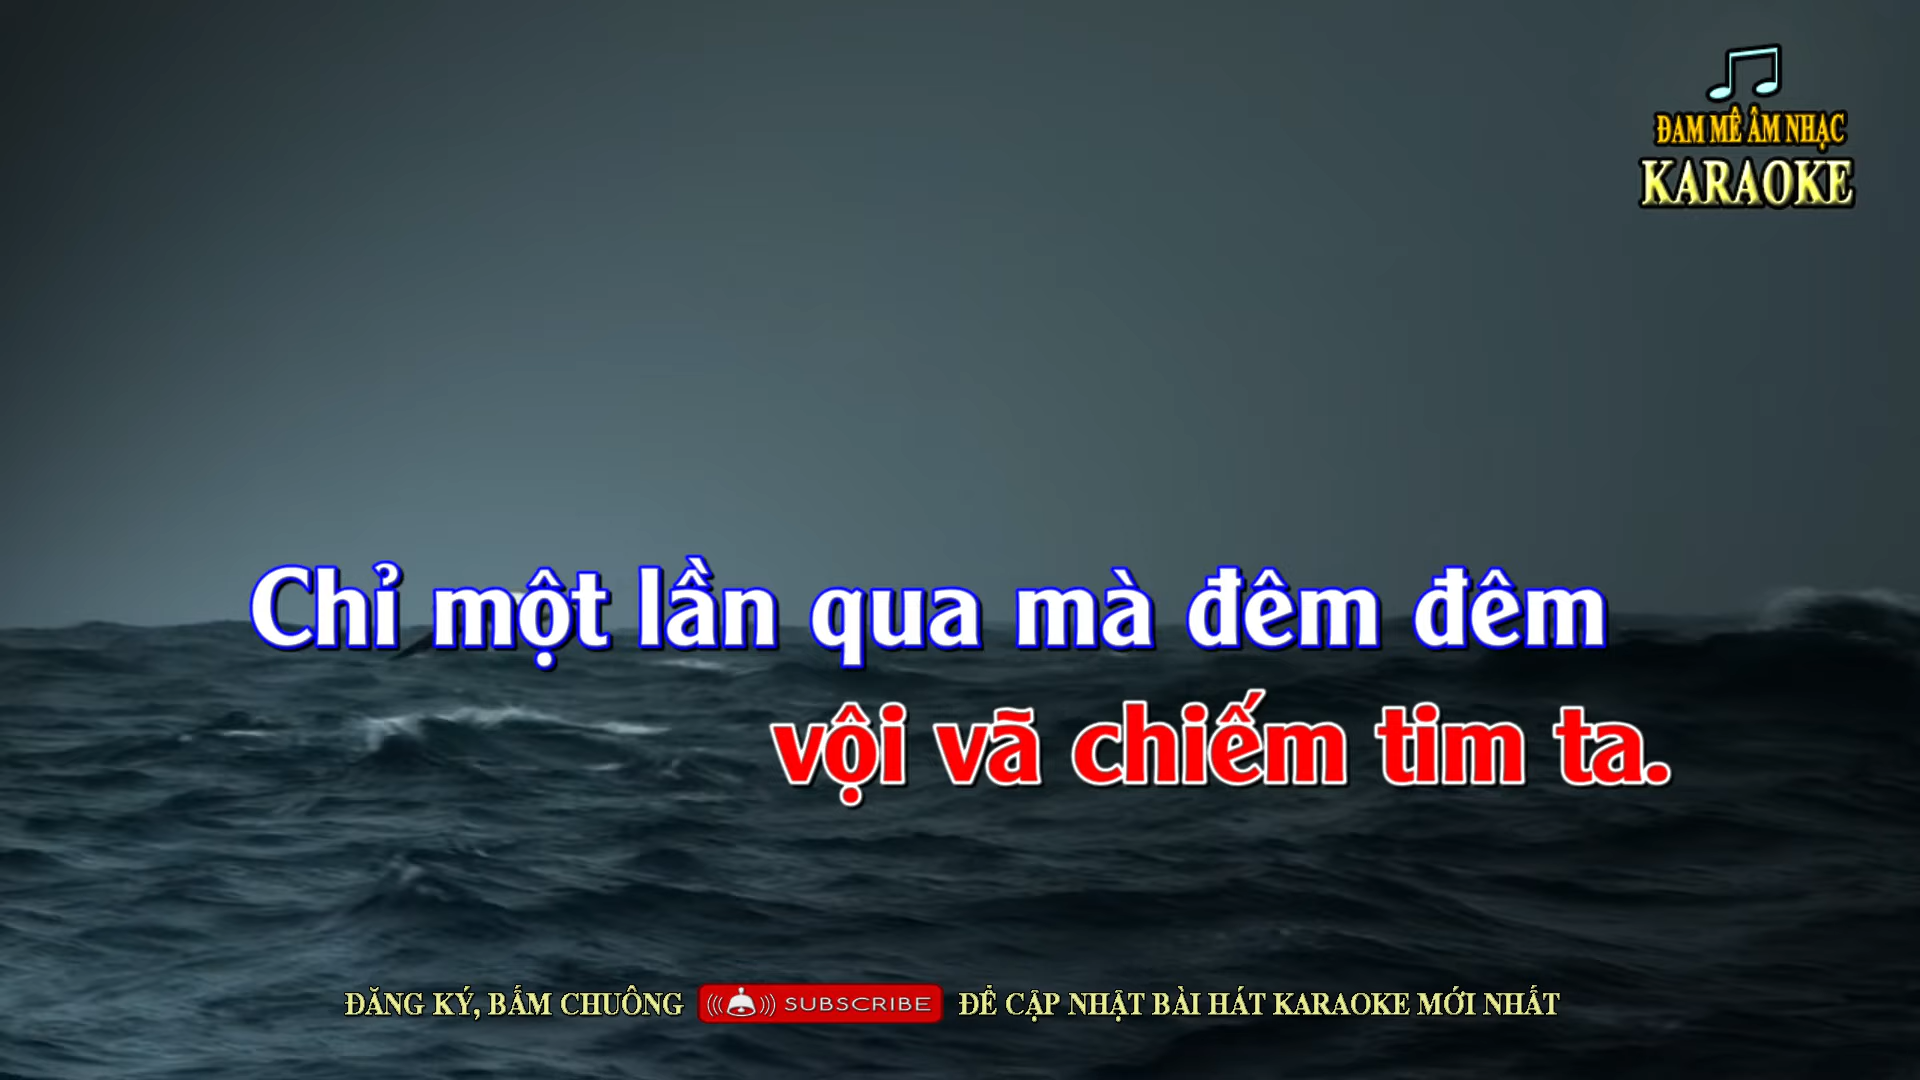 ĐAM MÊ ÂM NHẠC
KARAOKE
Chỉ một lần qua mà đêm đêm
vội vã chiếm tim ta.
ĐĂNG KÝ, BẤM CHUÔNG SUBSCRIBE ĐỂ CẬP NHẬT BÀI HÁT KARAOKE MỚI NHẤT